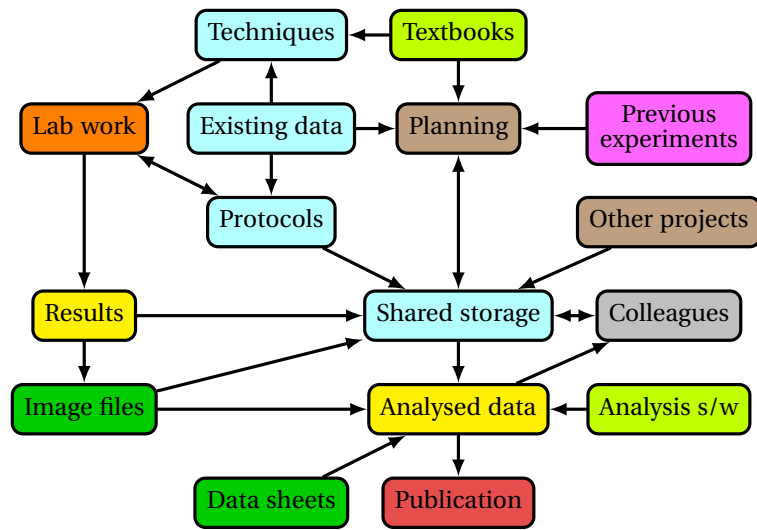 Techniques
Textbooks
Lab work
Existing data
Planning
Previous
experiments
Protocols
Other projects
Results
Shared storage
Colleagues
Image files
Analysed data
Analysis s/w
Data sheets
Publication